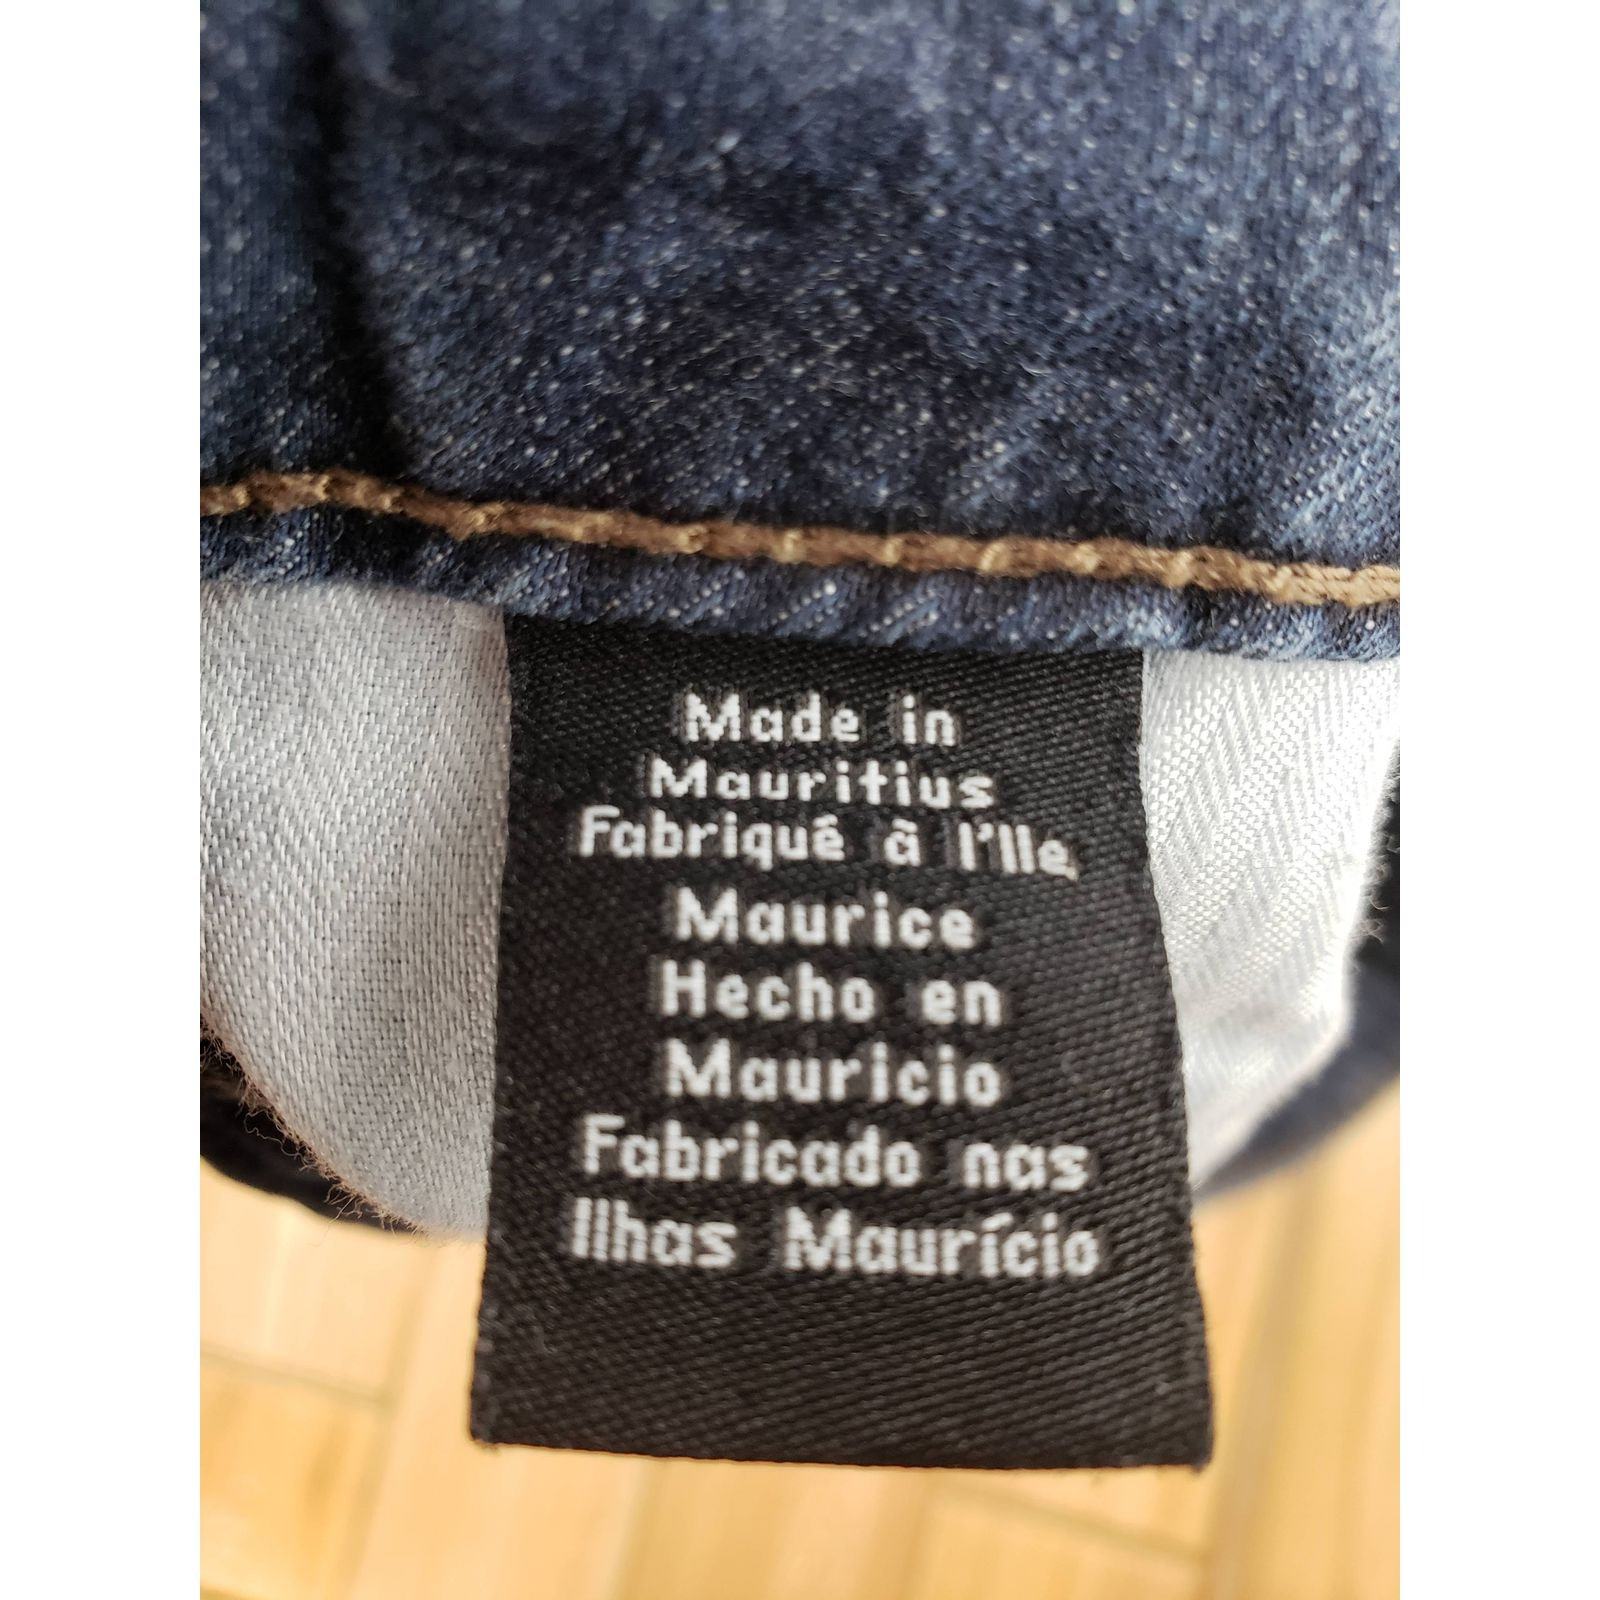 Made in
Mauritius
Fabriqué à l'Ile
Maurice
Hecho en
Mauricio
Fabricado nas
Ilhas Maurício